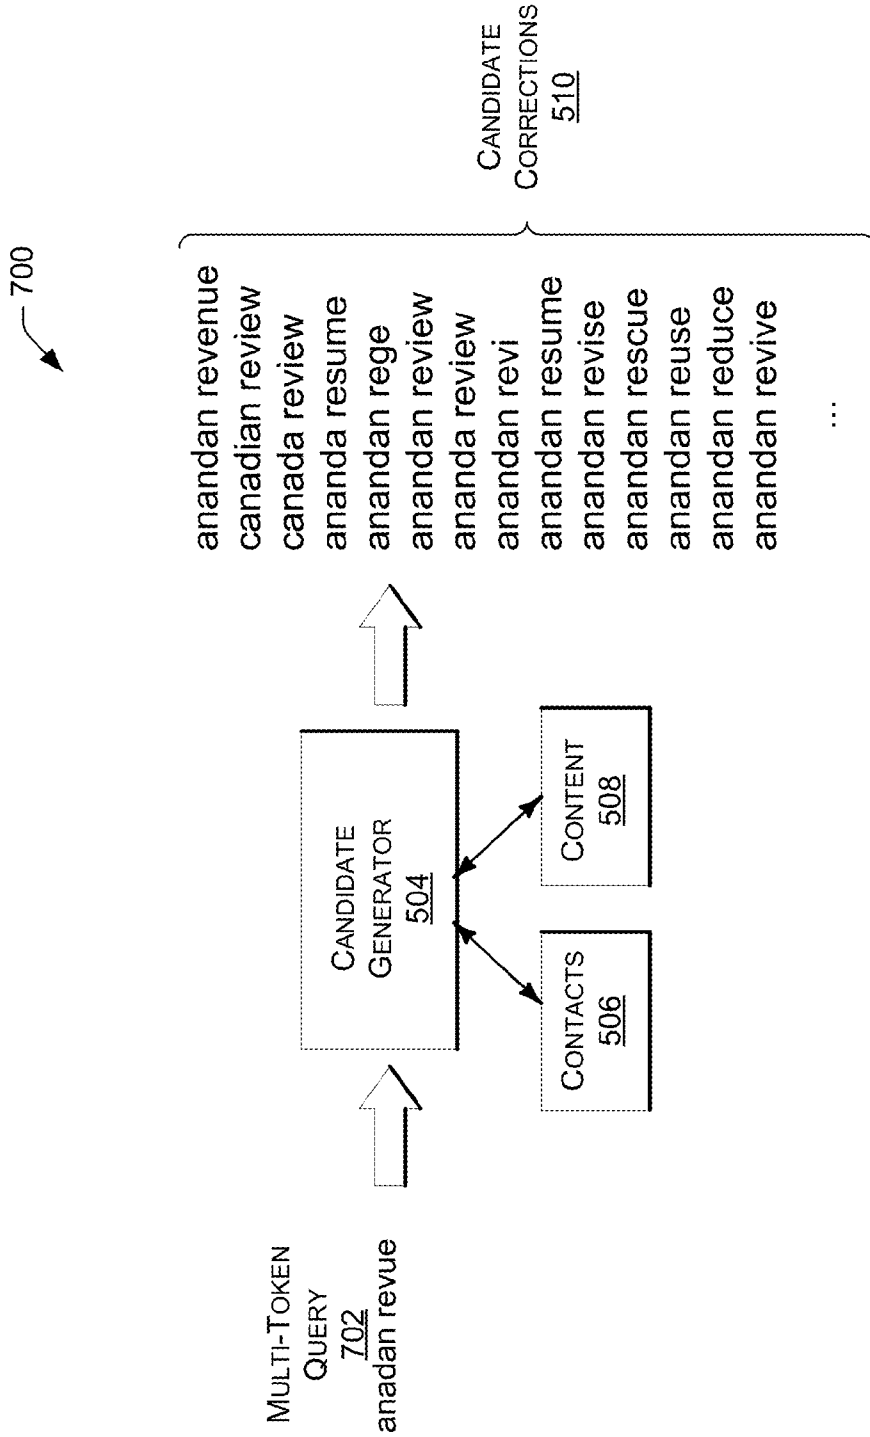 700
MULTI-TOKEN
QUERY
702
anadan revue
CANDIDATE
GENERATOR
504
CONTACTS
506
CONTENT
508
anandan revenue
canadian review
canada review
ananda resume
anandan rege
anandan review
ananda review
anandan revi
anandan resume
anandan revise
anandan rescue
anandan reuse
anandan reduce
anandan revive
...
CANDIDATE
CORRECTIONS
510